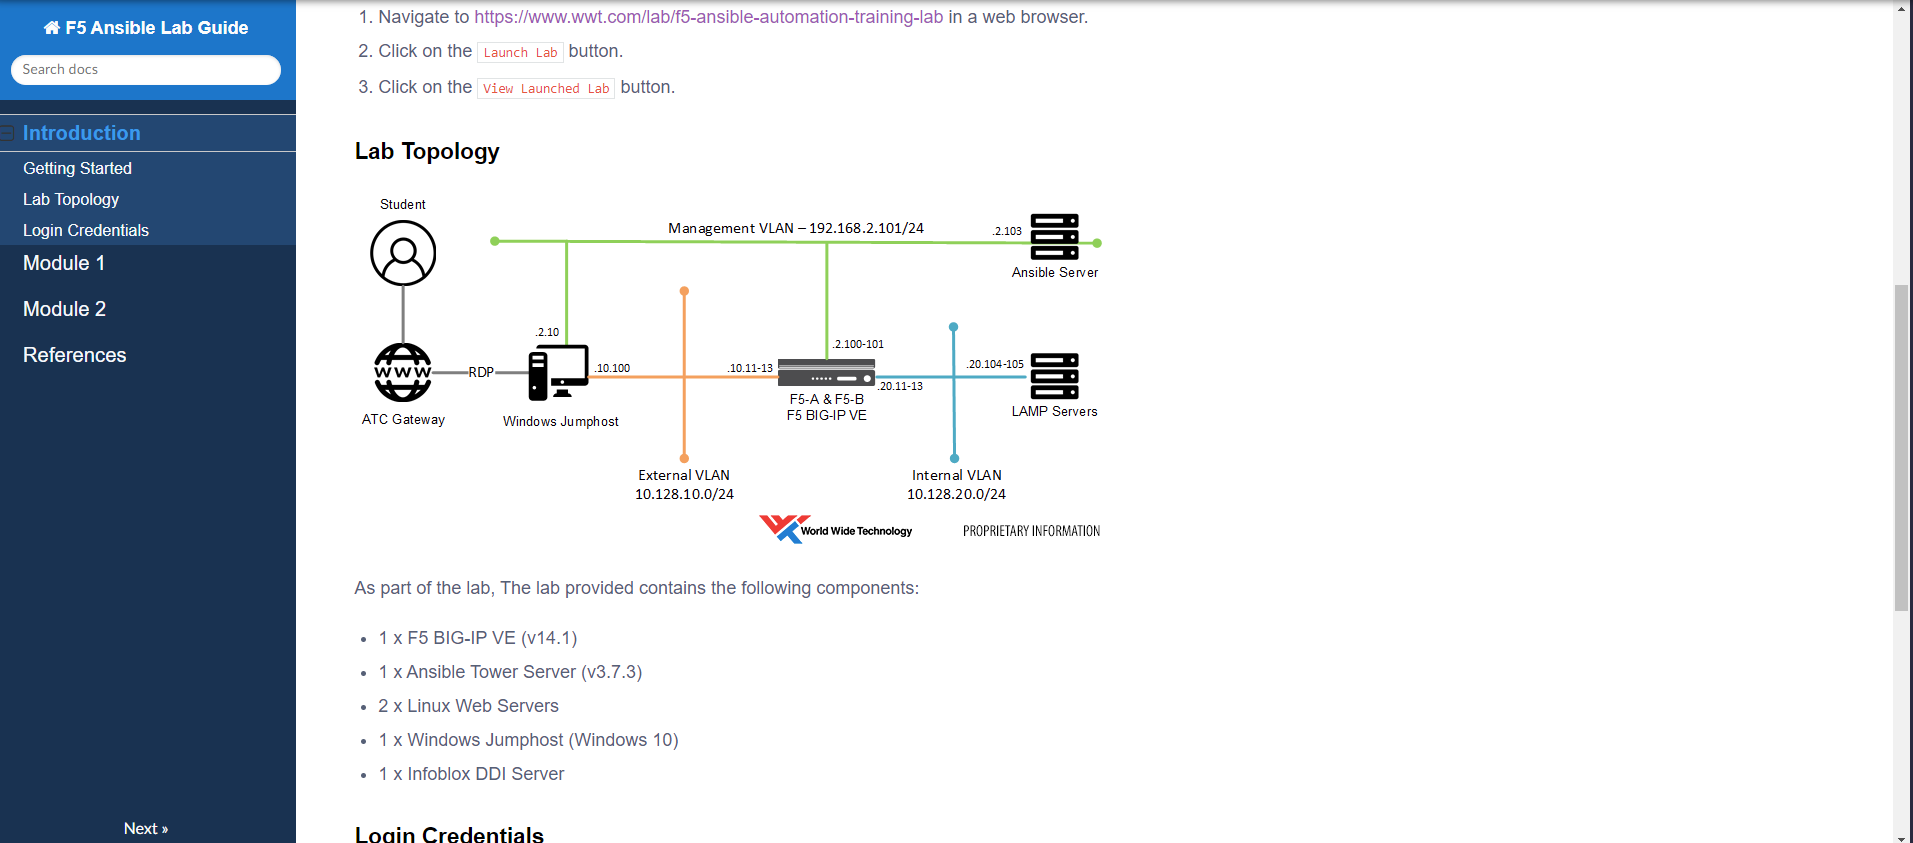 F5 Ansible Lab Guide
Search docs
Introduction
Getting Started
Lab Topology
Login Credentials
Module 1
Module 2
References
Next »
1. Navigate to https://www.wwt.com/lab/f5-ansible-automation-training-lab in a web browser.
2. Click on the Launch Lab button.
3. Click on the View Launched Lab button.
Lab Topology
Student
Management VLAN – 192.168.2.101/24
.2.103
Ansible Server
.2.10
.2.100-101
WWW
RDP
.10.100
.10.11-13
.20.11-13
.20.104-105
ATC Gateway
Windows Jumphost
F5-A & F5-B
F5 BIG-IP VE
LAMP Servers
External VLAN
10.128.10.0/24
Internal VLAN
10.128.20.0/24
World Wide Technology
PROPRIETARY INFORMATION
As part of the lab, The lab provided contains the following components:
• 1 x F5 BIG-IP VE (v14.1)
• 1 x Ansible Tower Server (v3.7.3)
• 2 x Linux Web Servers
• 1 x Windows Jumphost (Windows 10)
• 1 x Infoblox DDI Server
Login Credentials